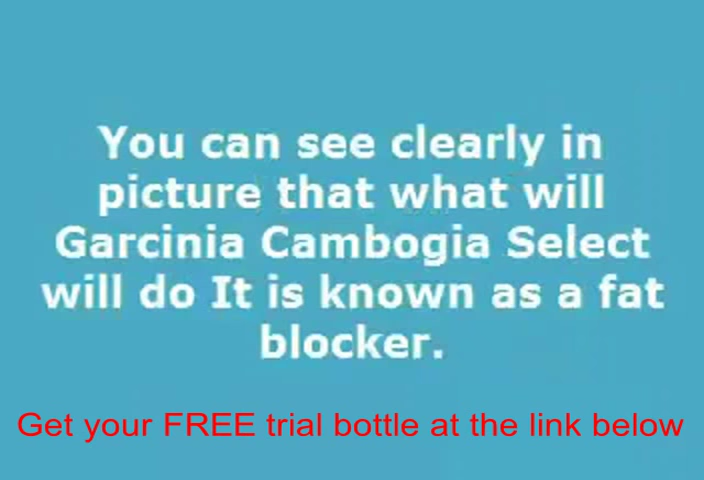 You can see clearly in
picture that what will
Garcinia Cambogia Select
will do It is known as a fat
blocker.
Get your FREE trial bottle at the link below